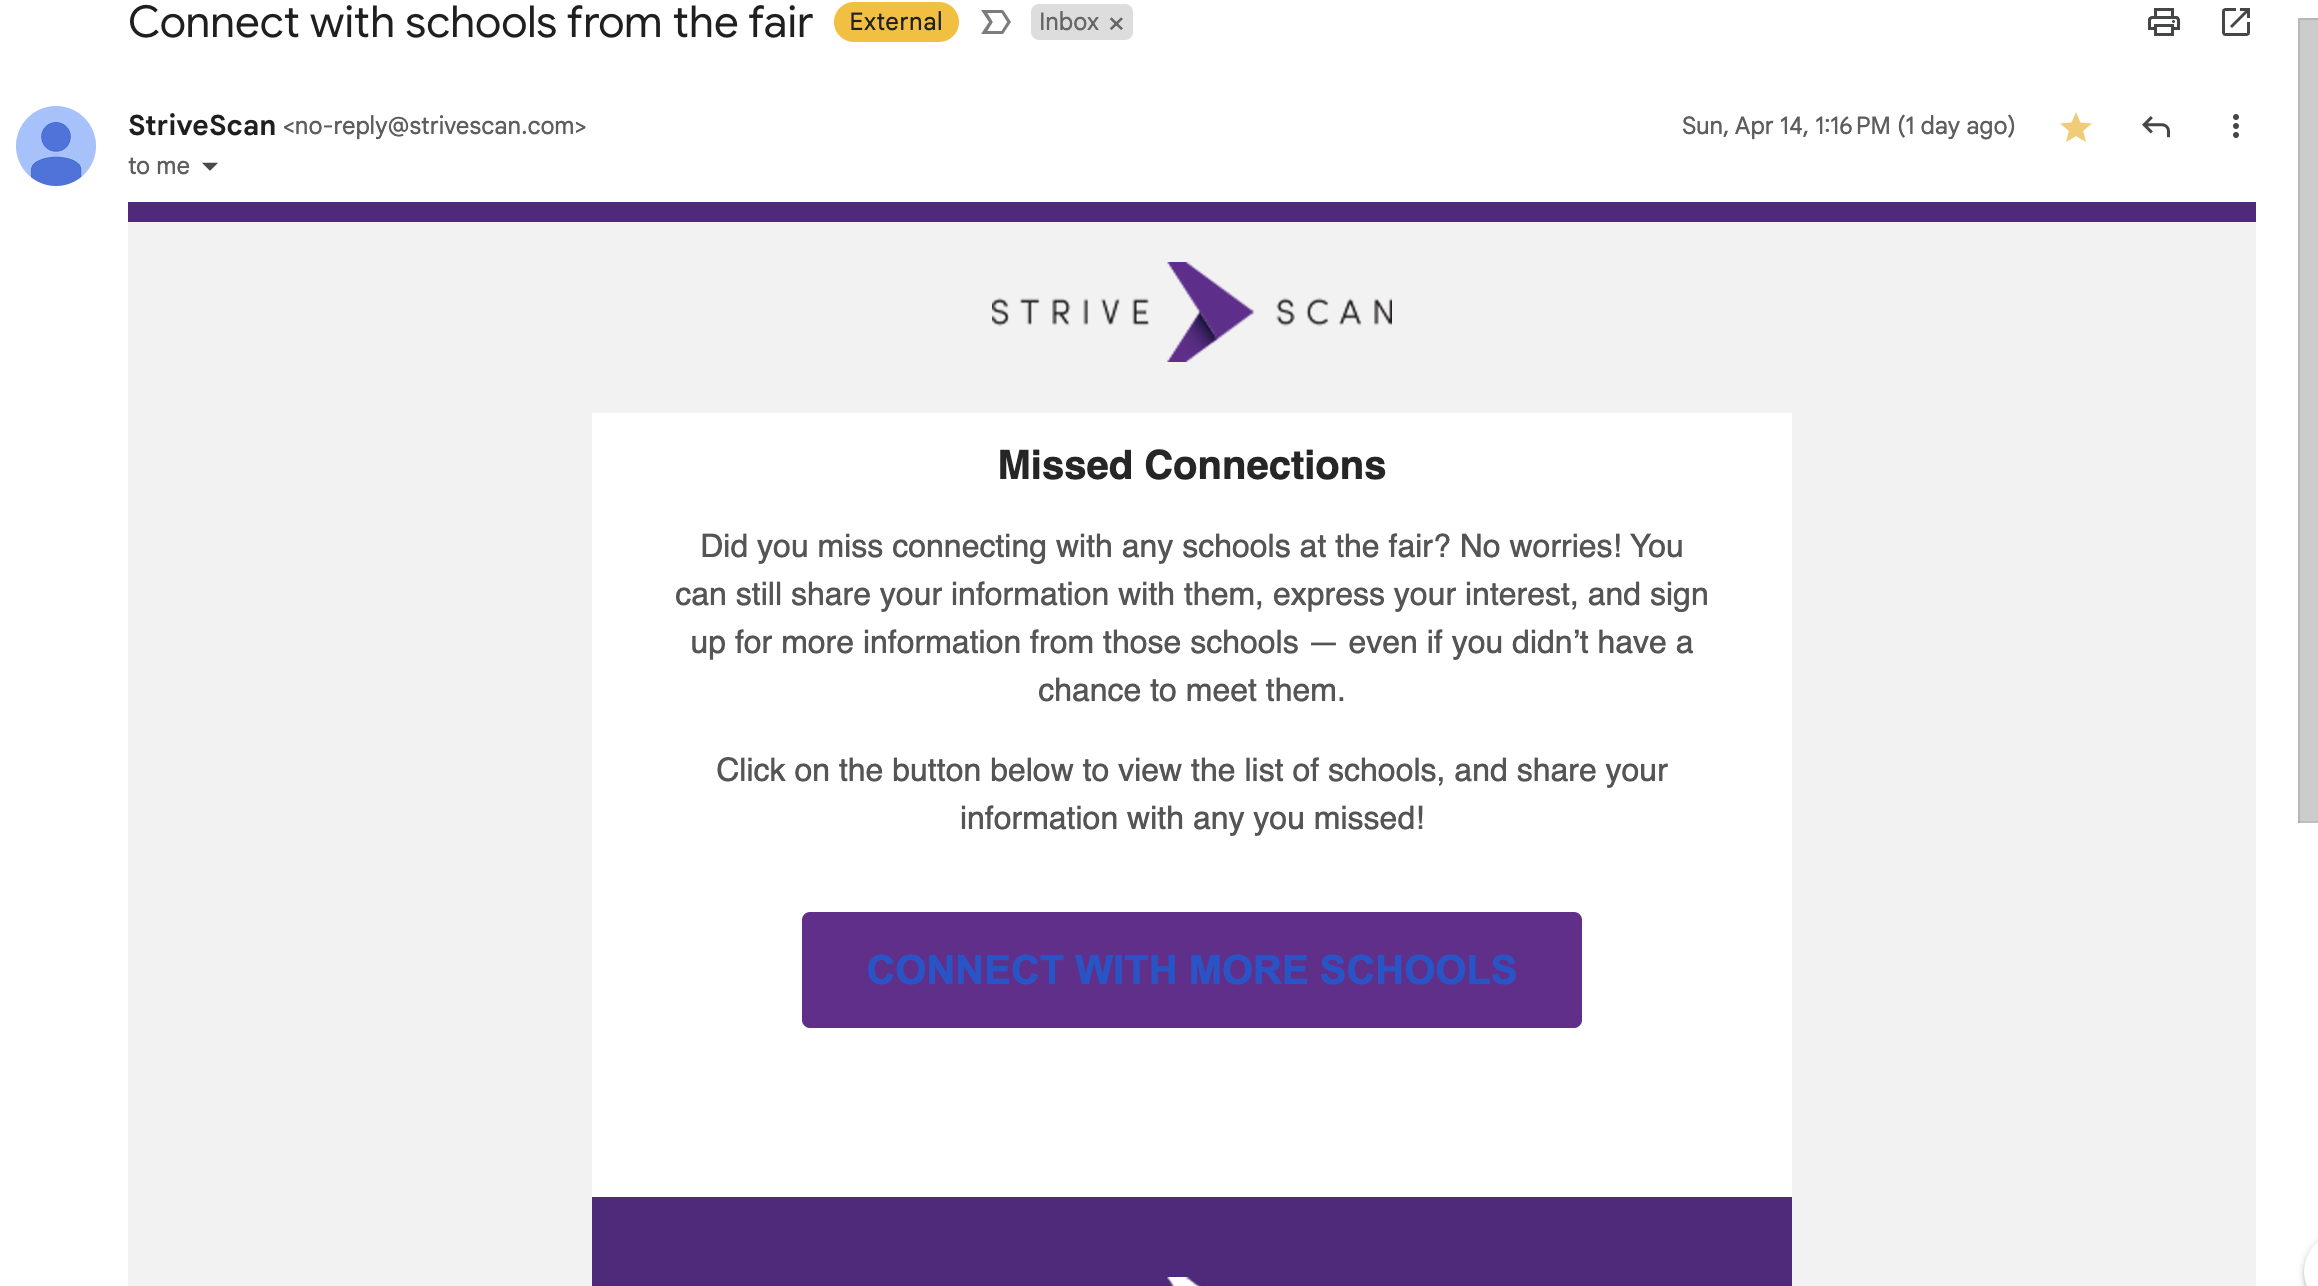 Connect with schools from the fair External Inbox ×
StriveScan <no-reply@strivescan.com> Sun, Apr 14, 1:16 PM (1 day ago)
to me
STRIVE SCAN
Missed Connections
Did you miss connecting with any schools at the fair? No worries! You
can still share your information with them, express your interest, and sign
up for more information from those schools — even if you didn’t have a
chance to meet them.
Click on the button below to view the list of schools, and share your
information with any you missed!
CONNECT WITH MORE SCHOOLS